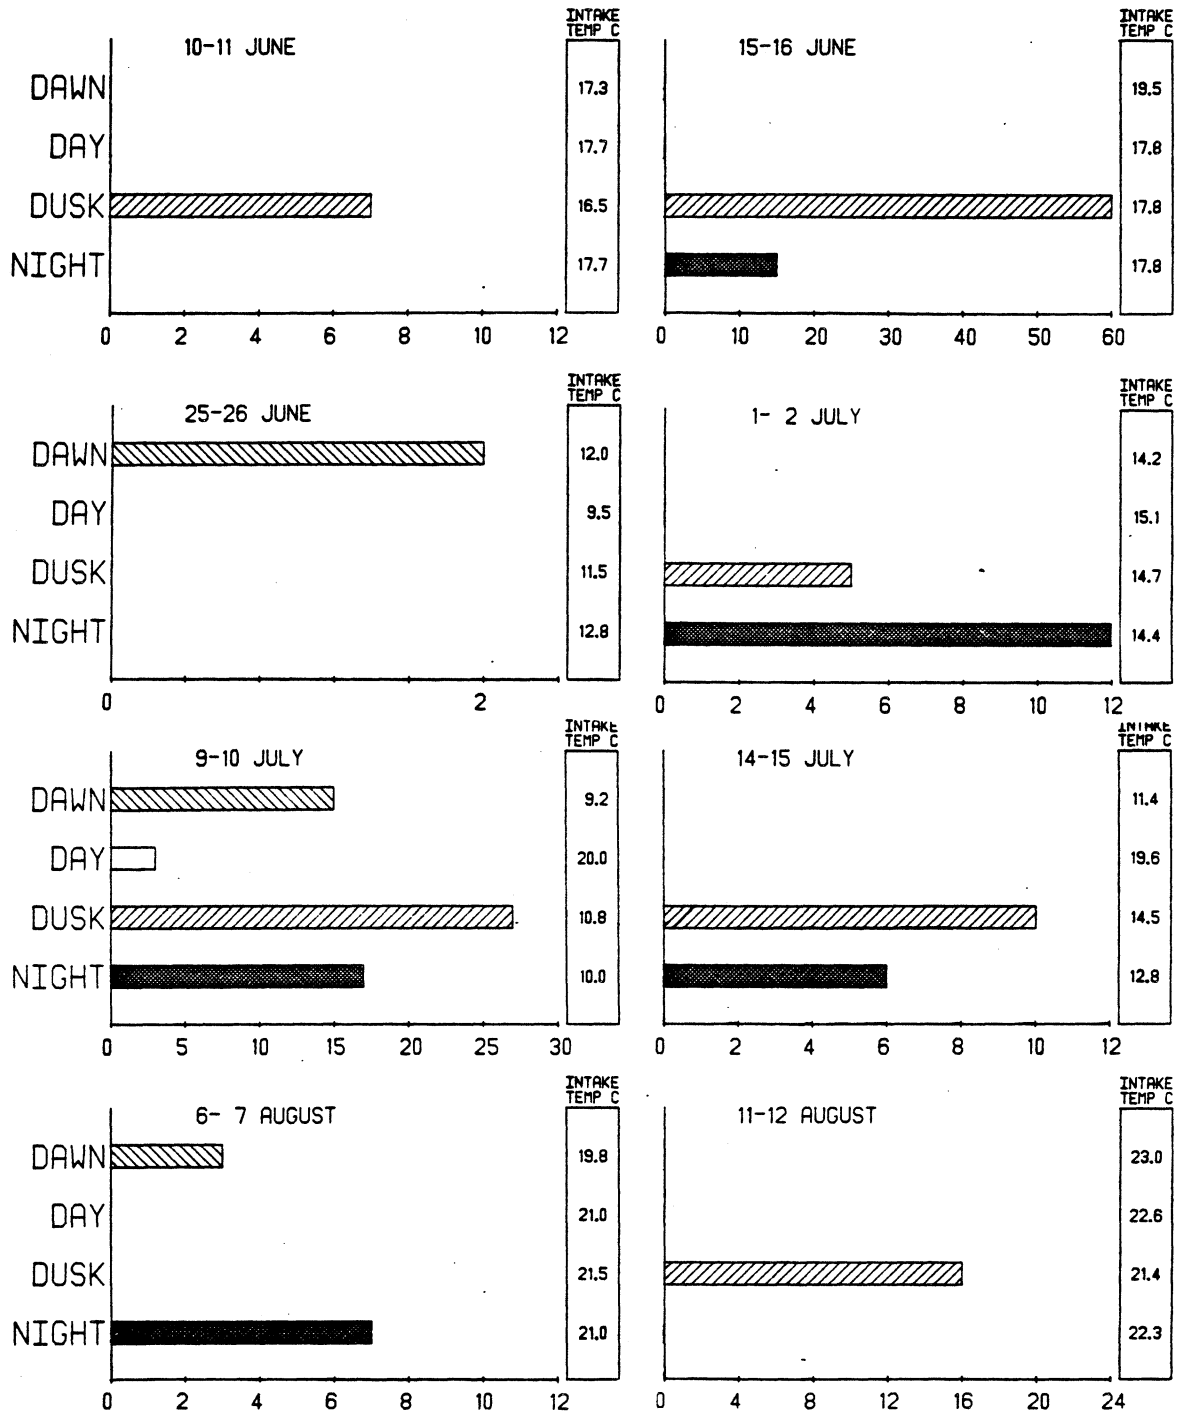 INTAKE
TEMP C
10-11 JUNE
DAWN 17.3
DAY 17.7
DUSK 16.5
NIGHT 17.7
0 2 4 6 8 10 12
INTAKE
TEMP C
15-16 JUNE
19.5
17.8
17.8
17.8
0 10 20 30 40 50 60
INTAKE
TEMP C
25-26 JUNE
DAWN 12.0
DAY 9.5
DUSK 11.5
NIGHT 12.8
0 2
INTAKE
TEMP C
1- 2 JULY
14.2
15.1
14.7
14.4
0 2 4 6 8 10 12
INTAKE
TEMP C
9-10 JULY
DAWN 9.2
DAY 20.0
DUSK 10.8
NIGHT 10.0
0 5 10 15 20 25 30
INTAKE
TEMP C
14-15 JULY
11.4
19.6
14.5
12.8
0 2 4 6 8 10 12
INTAKE
TEMP C
6- 7 AUGUST
DAWN 19.8
DAY 21.0
DUSK 21.5
NIGHT 21.0
0 2 4 6 8 10 12
INTAKE
TEMP C
11-12 AUGUST
23.0
22.6
21.4
22.3
0 4 8 12 16 20 24